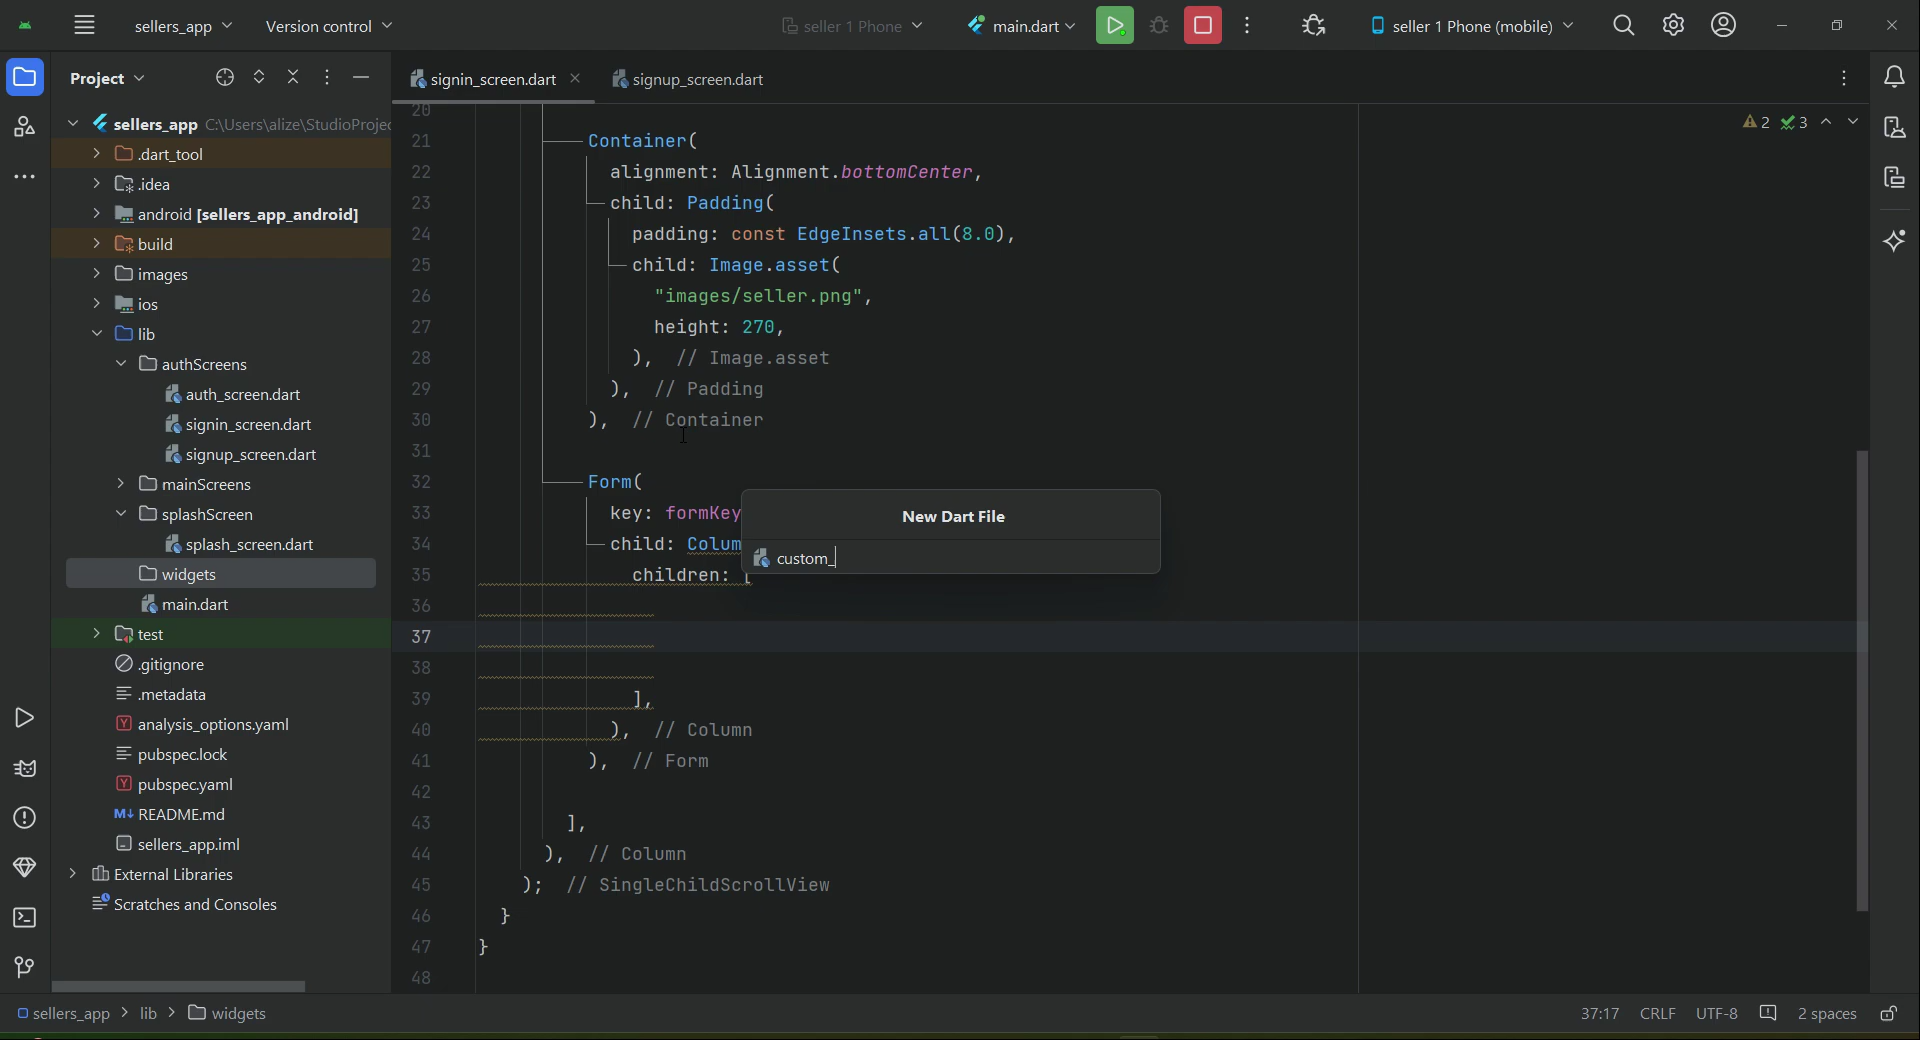 sellers_app
Version control
seller 1 Phone
main.dart
seller 1 Phone (mobile)
Project
signin_screen.dart
signup_screen.dart
sellers_app C:\Users\alize\StudioProjec
.dart_tool
.idea
android [sellers_app_android]
build
images
ios
lib
authScreens
auth_screen.dart
signin_screen.dart
signup_screen.dart
mainScreens
splashScreen
splash_screen.dart
widgets
main.dart
test
.gitignore
.metadata
analysis_options.yaml
pubspec.lock
pubspec.yaml
M↓ README.md
sellers_app.iml
External Libraries
Scratches and Consoles
2 3
20
21 Container(
22 alignment: Alignment.bottomCenter,
23 child: Padding(
24 padding: const EdgeInsets.all(8.0),
25 child: Image.asset(
26 "images/seller.png",
27 height: 270,
28 ), // Image.asset
29 ), // Padding
30 ), // Container
31
32 Form(
33 key: formKey
34 child: Colum
35 children: [
36
37
38
39 ],
40 ), // Column
41 ), // Form
42
43 ],
44 ), // Column
45 ); // SingleChildScrollView
46 }
47 }
48
New Dart File
custom_
sellers_app > lib > widgets
37:17 CRLF UTF-8 2 spaces